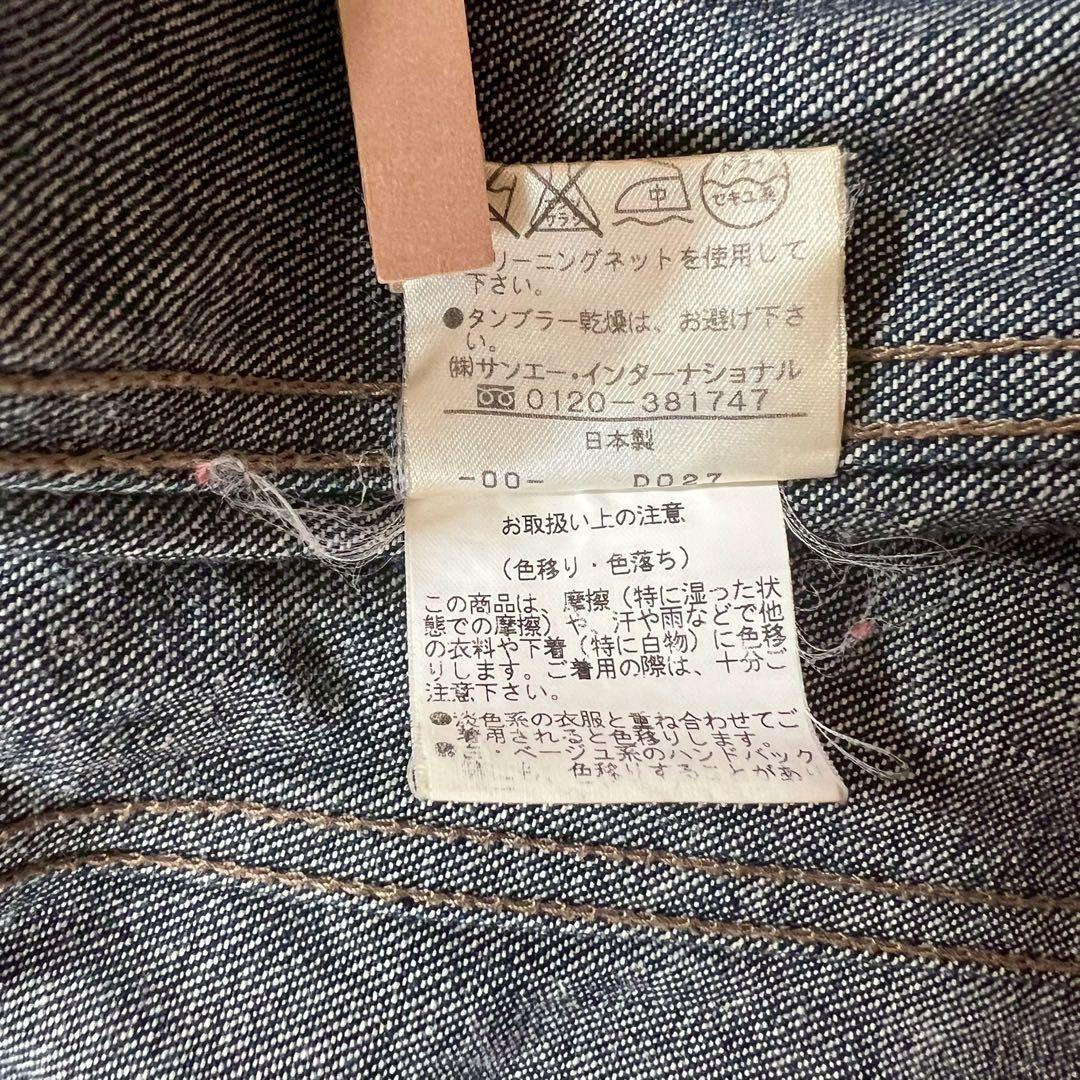 エンソサラシ
中
ドライ
セキユ系
リーニングネットを使用して
下さい。
●タンブラー乾燥は、お避け下さ
い。
㈱サンエー・インターナショナル
0120-381747
日本製
-00- D027
お取扱い上の注意
(色移り・色落ち)
この商品は、摩擦(特に湿った状
態での摩擦)や、汗や雨などで他
の衣料や下着(特に白物)に色移
りします。ご着用の際は、十分ご
注意下さい。
●淡色系の衣服と重ね合わせてご
着用されると色移りします。
・ベージュ系のハンドバック
色移りすることがあい